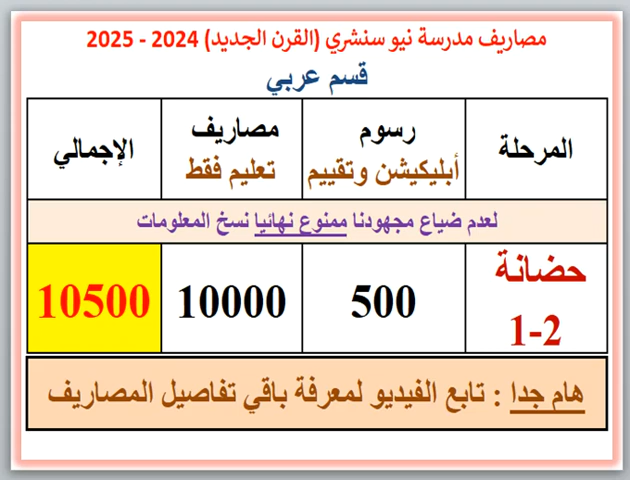 مصاريف مدرسة نيو سنشري (القرن الجديد) 2024 - 2025
قسم عربي
المرحلة
رسوم
أبليكيشن وتقييم
مصاريف
تعليم فقط
الإجمالي
لعدم ضياع مجهودنا ممنوع نهائيا نسخ المعلومات
حضانة
1-2
500
10000
10500
هام جدا : تابع الفيديو لمعرفة باقي تفاصيل المصاريف